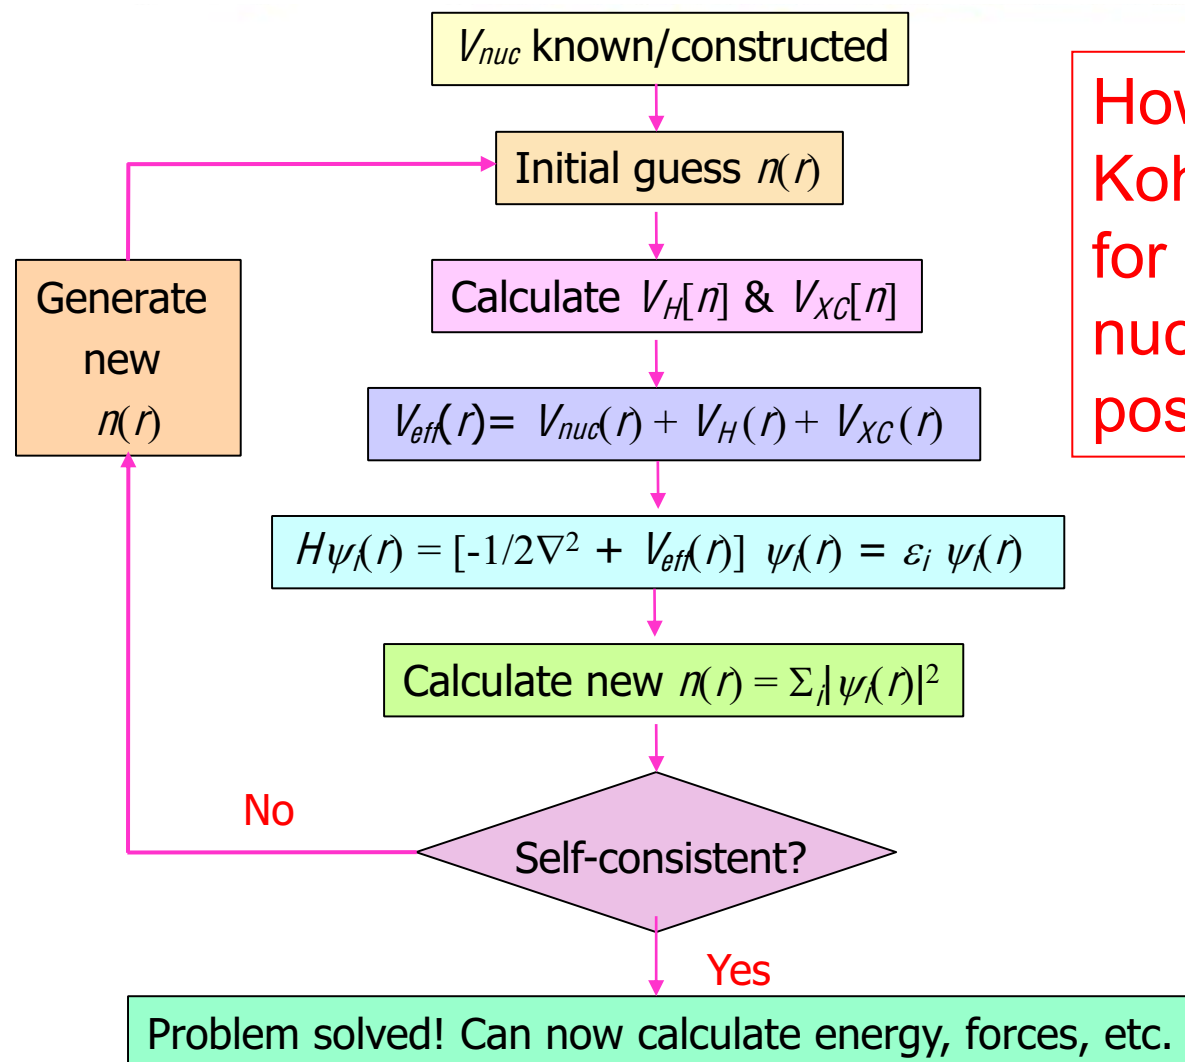 V_nuc known/constructed
Initial guess n(r)
Calculate V_H[n] & V_XC[n]
V_eff(r)= V_nuc(r) + V_H(r) + V_XC(r)
Hψ_i(r) = [-1/2∇² + V_eff(r)] ψ_i(r) = ε_i ψ_i(r)
Calculate new n(r) = Σ_i|ψ_i(r)|²
Self-consistent?
No
Generate
new
n(r)
Yes
Problem solved! Can now calculate energy, forces, etc.
for